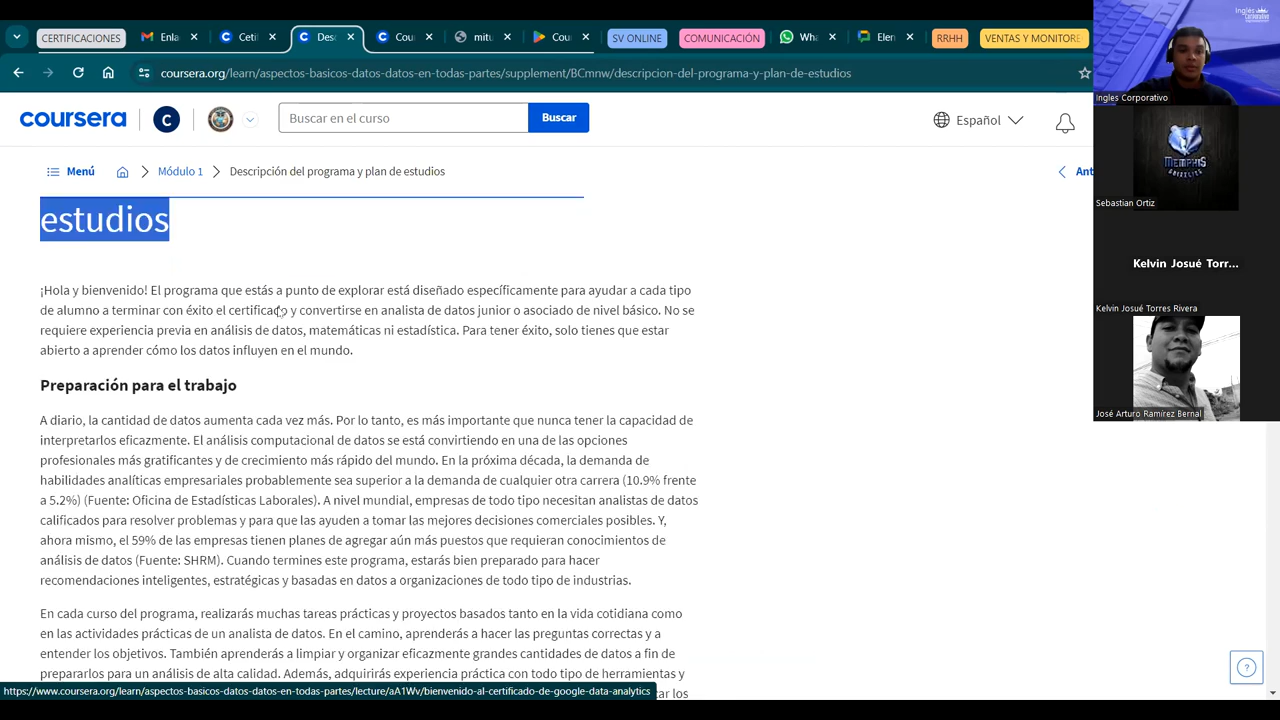 CERTIFICACIONES
Enla
Ceti
Des
Cou
mitu
Cou
SV ONLINE
COMUNICACIÓN
Wha
Elen
RRHH
VENTAS Y MONITORE
coursera.org/learn/aspectos-basicos-datos-datos-en-todas-partes/supplement/BCmnw/descripcion-del-programa-y-plan-de-estudios
coursera
C
Buscar en el curso
Buscar
Español
Menú
Módulo 1
Descripción del programa y plan de estudios
Ant
estudios
¡Hola y bienvenido! El programa que estás a punto de explorar está diseñado específicamente para ayudar a cada tipo
de alumno a terminar con éxito el certificado y convertirse en analista de datos junior o asociado de nivel básico. No se
requiere experiencia previa en análisis de datos, matemáticas ni estadística. Para tener éxito, solo tienes que estar
abierto a aprender cómo los datos influyen en el mundo.
Preparación para el trabajo
A diario, la cantidad de datos aumenta cada vez más. Por lo tanto, es más importante que nunca tener la capacidad de
interpretarlos eficazmente. El análisis computacional de datos se está convirtiendo en una de las opciones
profesionales más gratificantes y de crecimiento más rápido del mundo. En la próxima década, la demanda de
habilidades analíticas empresariales probablemente sea superior a la demanda de cualquier otra carrera (10.9% frente
a 5.2%) (Fuente: Oficina de Estadísticas Laborales). A nivel mundial, empresas de todo tipo necesitan analistas de datos
calificados para resolver problemas y para que las ayuden a tomar las mejores decisiones comerciales posibles. Y,
ahora mismo, el 59% de las empresas tienen planes de agregar aún más puestos que requieran conocimientos de
análisis de datos (Fuente: SHRM). Cuando termines este programa, estarás bien preparado para hacer
recomendaciones inteligentes, estratégicas y basadas en datos a organizaciones de todo tipo de industrias.
En cada curso del programa, realizarás muchas tareas prácticas y proyectos basados tanto en la vida cotidiana como
en las actividades prácticas de un analista de datos. En el camino, aprenderás a hacer las preguntas correctas y a
entender los objetivos. También aprenderás a limpiar y organizar eficazmente grandes cantidades de datos a fin de
prepararlos para un análisis de alta calidad. Además, adquirirás experiencia práctica con todo tipo de herramientas y
car los
https://www.coursera.org/learn/aspectos-basicos-datos-datos-en-todas-partes/lecture/aA1Wv/bienvenido-al-certificado-de-google-data-analytics
Inglés
Corporativo
Ingles Corporativo
MEMPHIS
GRIZZLIES
Sebastian Ortiz
Kelvin Josué Torr...
Kelvin Josué Torres Rivera
José Arturo Ramírez Bernal